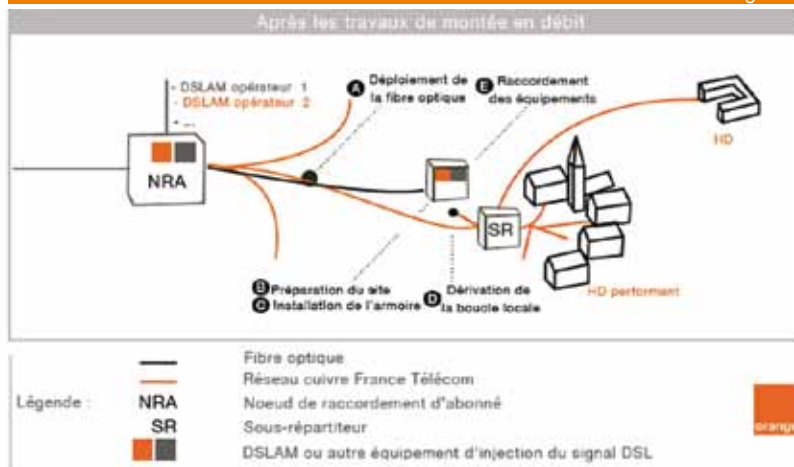 Après les travaux de montée en débit
- DSLAM opérateur 1
- DSLAM opérateur 2
- ...
A Déploiement de
la fibre optique
E Raccordement
des équipements
NRA
SR
HD
HD performant
B Préparation du site
C Installation de l'armoire
D Dérivation de
la boucle locale
Légende :
Fibre optique
Réseau cuivre France Télécom
NRA Noeud de raccordement d'abonné
SR Sous-répartiteur
DSLAM ou autre équipement d'injection du signal DSL
orange